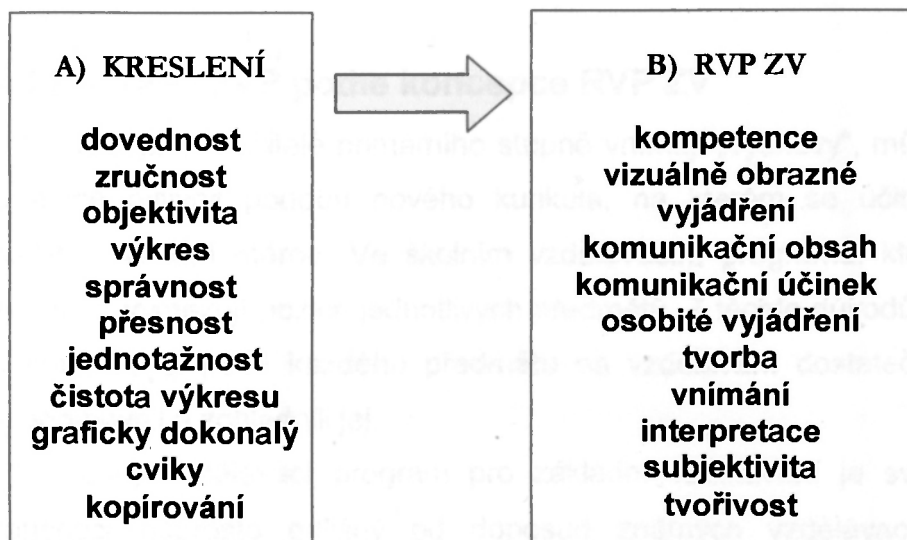 A) KRESLENÍ
dovednost
zručnost
objektivita
výkres
správnost
přesnost
jednotažnost
čistota výkresu
graficky dokonalý
cviky
kopírování
B) RVP ZV
kompetence
vizuálně obrazné
vyjádření
komunikační obsah
komunikační účinek
osobité vyjádření
tvorba
vnímání
interpretace
subjektivita
tvořivost